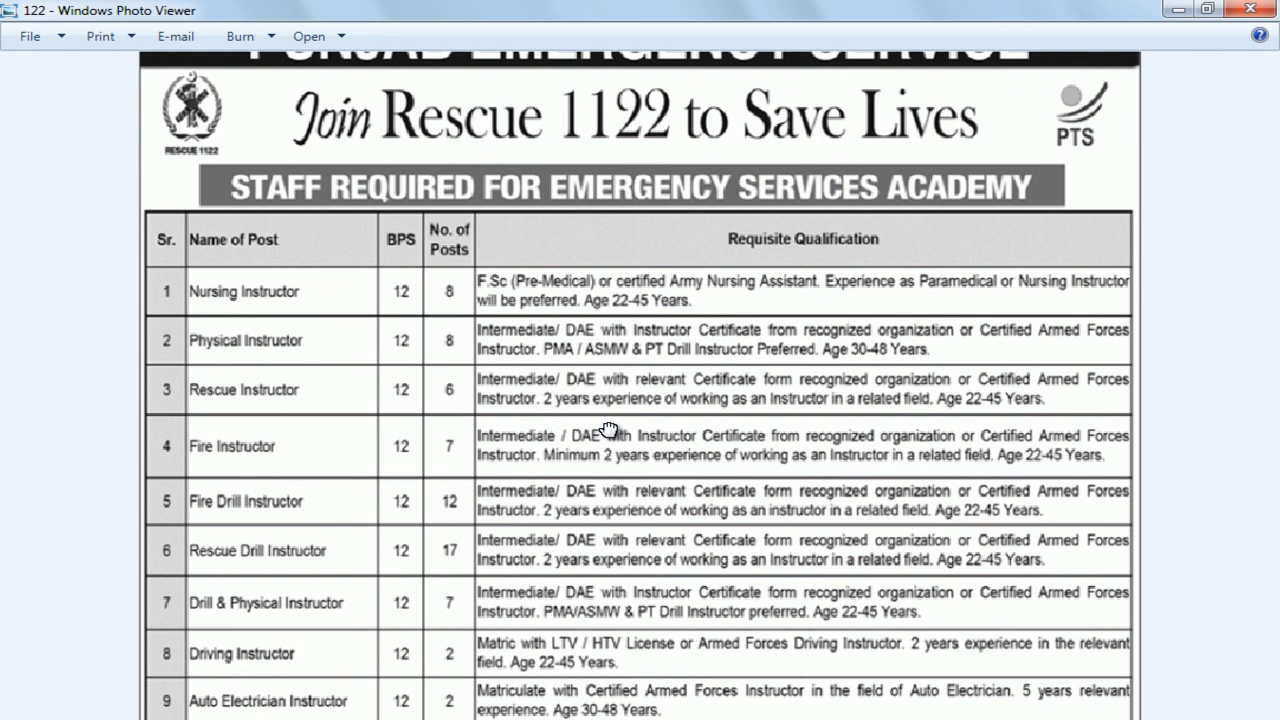 122 - Windows Photo Viewer
File Print E-mail Burn Open
PUNJAB EMERGENCY SERVICE
Join Rescue 1122 to Save Lives
RESCUE 1122
PTS
STAFF REQUIRED FOR EMERGENCY SERVICES ACADEMY
Sr. Name of Post BPS No. of Posts Requisite Qualification
1 Nursing Instructor 12 8 F.Sc (Pre-Medical) or certified Army Nursing Assistant. Experience as Paramedical or Nursing Instructor
will be preferred. Age 22-45 Years.
2 Physical Instructor 12 8 Intermediate/ DAE with Instructor Certificate from recognized organization or Certified Armed Forces
Instructor. PMA / ASMW & PT Drill Instructor Preferred. Age 30-48 Years.
3 Rescue Instructor 12 6 Intermediate/ DAE with relevant Certificate form recognized organization or Certified Armed Forces
Instructor. 2 years experience of working as an Instructor in a related field. Age 22-45 Years.
4 Fire Instructor 12 7 Intermediate / DAE with Instructor Certificate from recognized organization or Certified Armed Forces
Instructor. Minimum 2 years experience of working as an Instructor in a related field. Age 22-45 Years.
5 Fire Drill Instructor 12 12 Intermediate/ DAE with relevant Certificate form recognized organization or Certified Armed Forces
Instructor. 2 years experience of working as an instructor in a related field. Age 22-45 Years.
6 Rescue Drill Instructor 12 17 Intermediate/ DAE with relevant Certificate form recognized organization or Certified Armed Forces
Instructor. 2 years experience of working as an Instructor in a related field. Age 22-45 Years.
7 Drill & Physical Instructor 12 7 Intermediate/ DAE with Instructor Certificate form recognized organization or Certified Armed Forces
Instructor. PMA/ASMW & PT Drill Instructor preferred. Age 22-45 Years.
8 Driving Instructor 12 2 Matric with LTV / HTV License or Armed Forces Driving Instructor. 2 years experience in the relevant
field. Age 22-45 Years.
9 Auto Electrician Instructor 12 2 Matriculate with Certified Armed Forces Instructor in the field of Auto Electrician. 5 years relevant
experience. Age 30-48 Years.